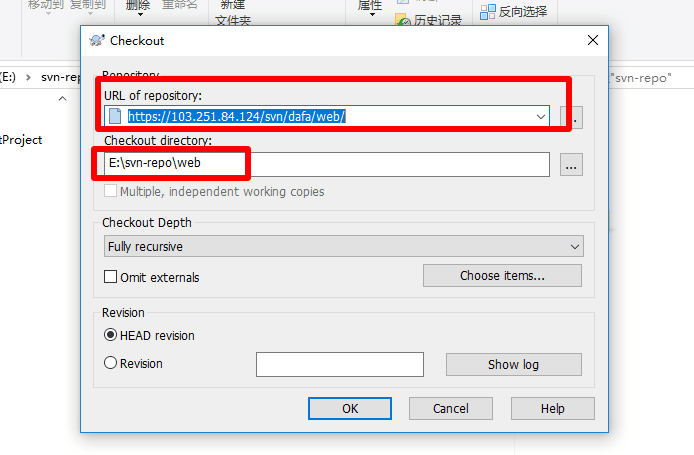 移动到 复制到 删除 重命名 新建
文件夹
属性
历史记录
反向选择
(E:) › svn-rep
"svn-repo"
tProject
Checkout
Repository
URL of repository:
https://103.251.84.124/svn/dafa/web/
Checkout directory:
E:\svn-repo\web
...
Multiple, independent working copies
Checkout Depth
Fully recursive
Omit externals
Choose items...
Revision
HEAD revision
Revision
Show log
OK
Cancel
Help